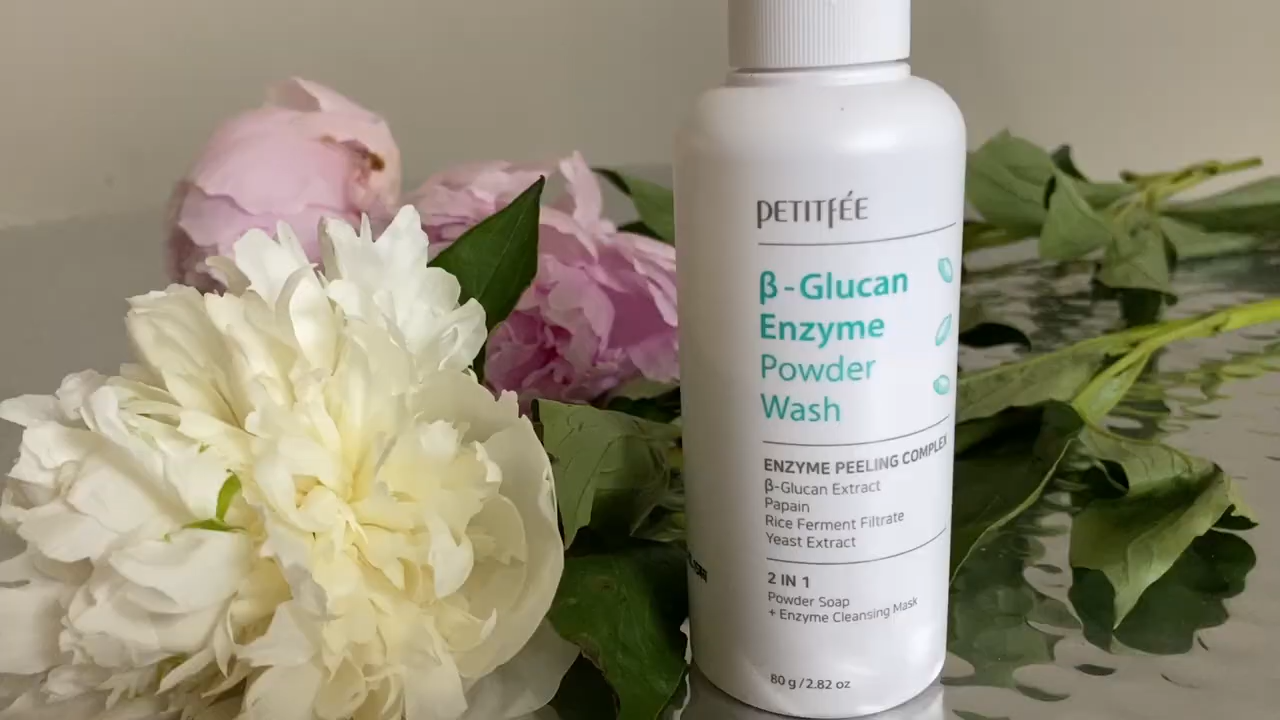 PETITFÉE
β-Glucan
Enzyme
Powder
Wash
ENZYME PEELING COMPLEX
β-Glucan Extract
Papain
Rice Ferment Filtrate
Yeast Extract
2 IN 1
Powder Soap
+ Enzyme Cleansing Mask
80 g / 2.82 oz